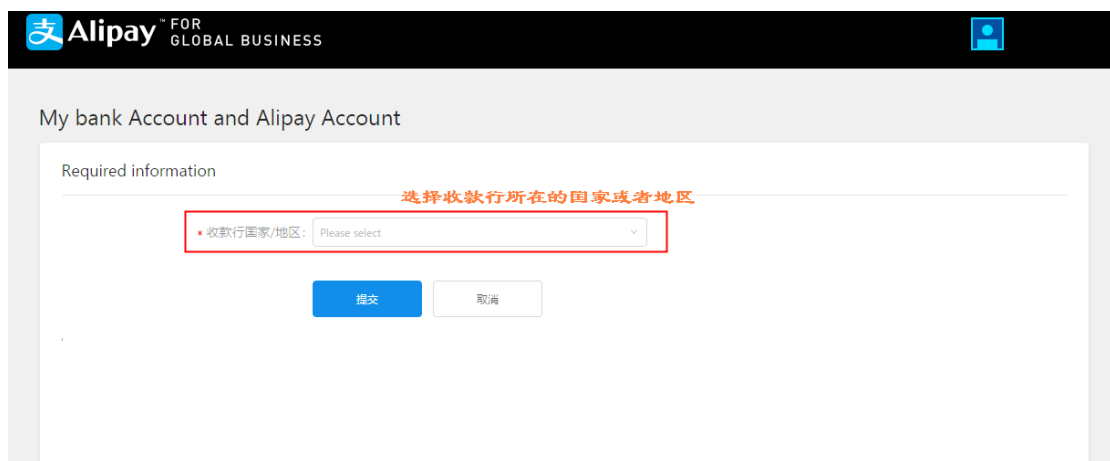 支 Alipay™ FOR
GLOBAL BUSINESS
My bank Account and Alipay Account
Required information
选择收款行所在的国家或者地区
* 收款行国家/地区: Please select
提交 取消